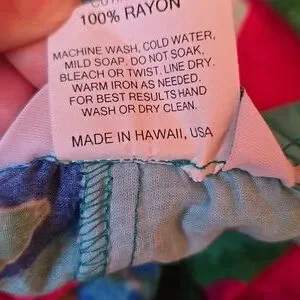 100% RAYON
MACHINE WASH, COLD WATER,
MILD SOAP. DO NOT SOAK,
BLEACH OR TWIST. LINE DRY.
WARM IRON AS NEEDED.
FOR BEST RESULTS HAND
WASH OR DRY CLEAN.
MADE IN HAWAII, USA